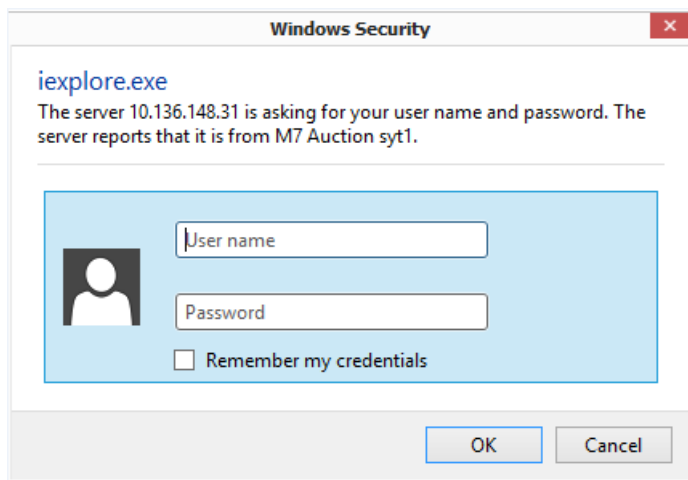 Windows Security
iexplore.exe
The server 10.136.148.31 is asking for your user name and password. The
server reports that it is from M7 Auction syt1.
User name
Password
Remember my credentials
OK
Cancel